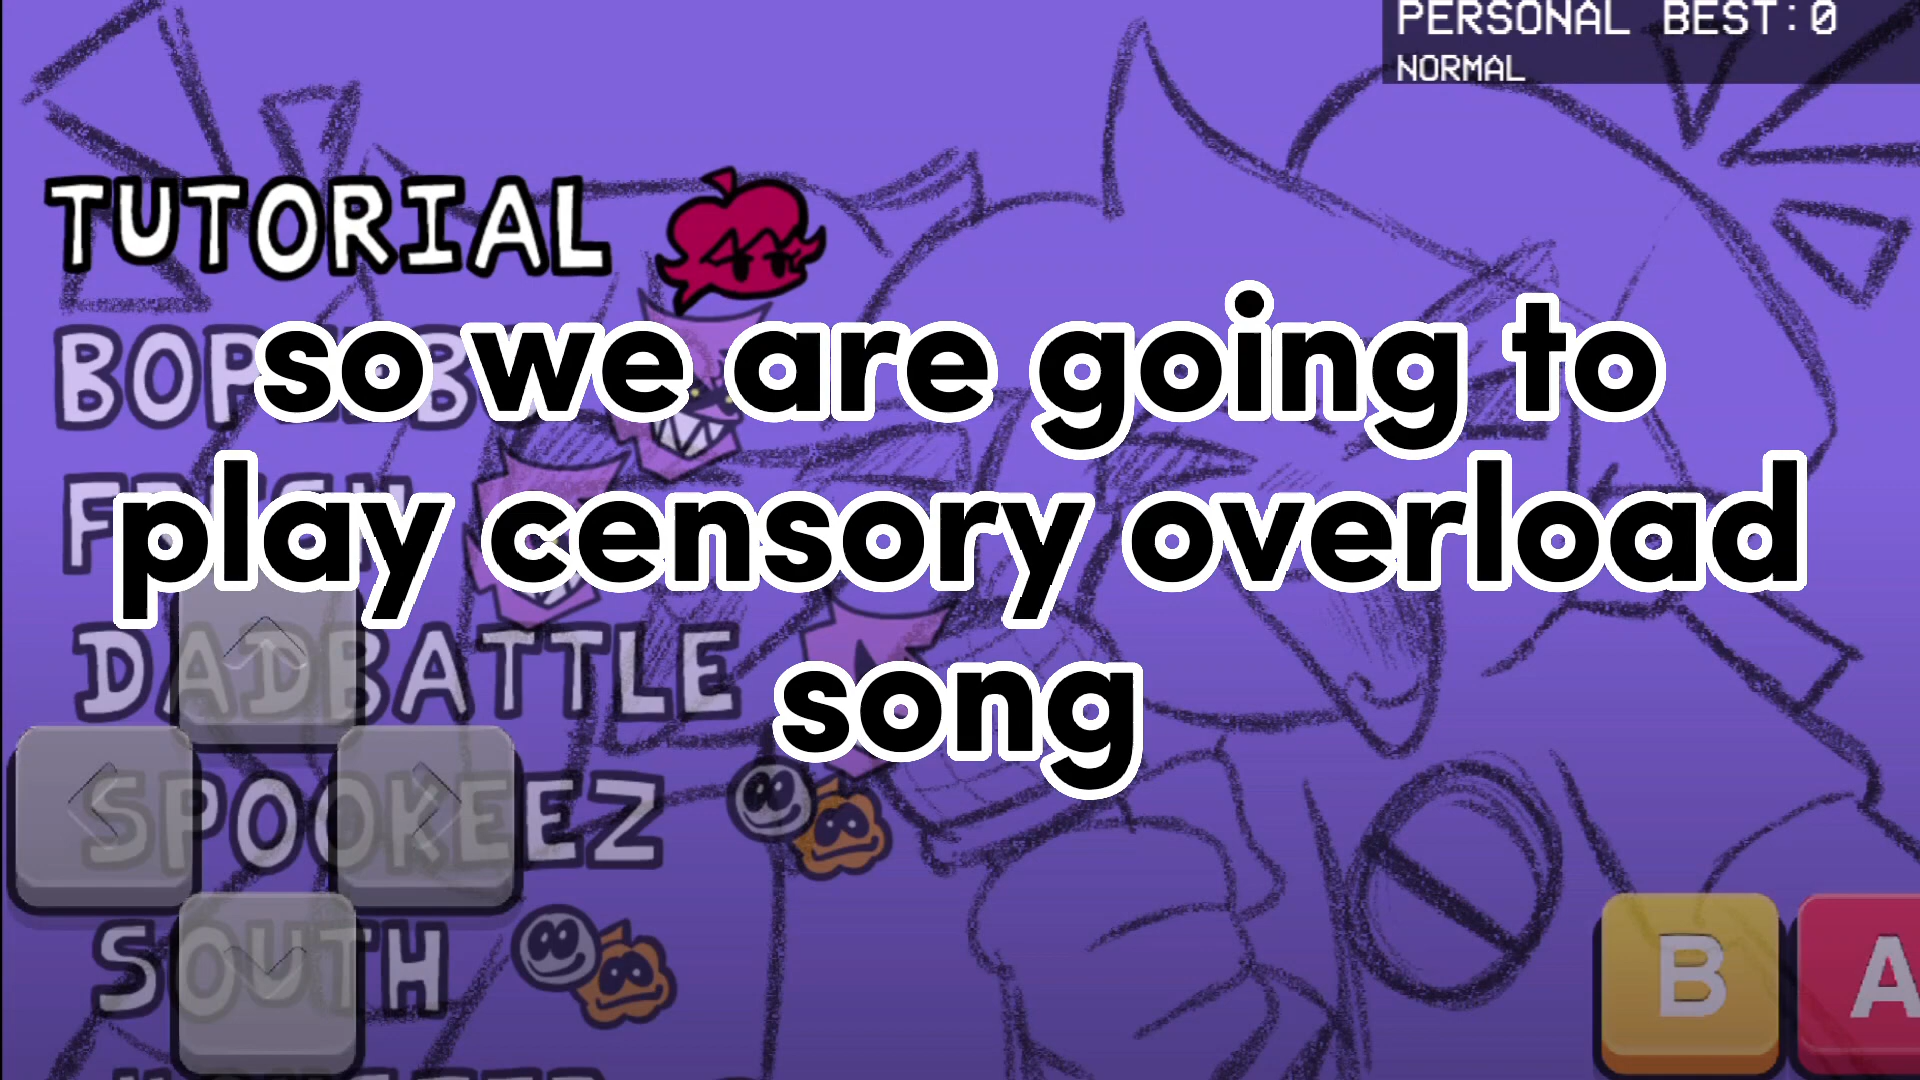 PERSONAL BEST:0
NORMAL
TUTORIAL
so we are going to
play censory overload
song
DADBATTLE
SPOOKEEZ
SOUTH
B
A